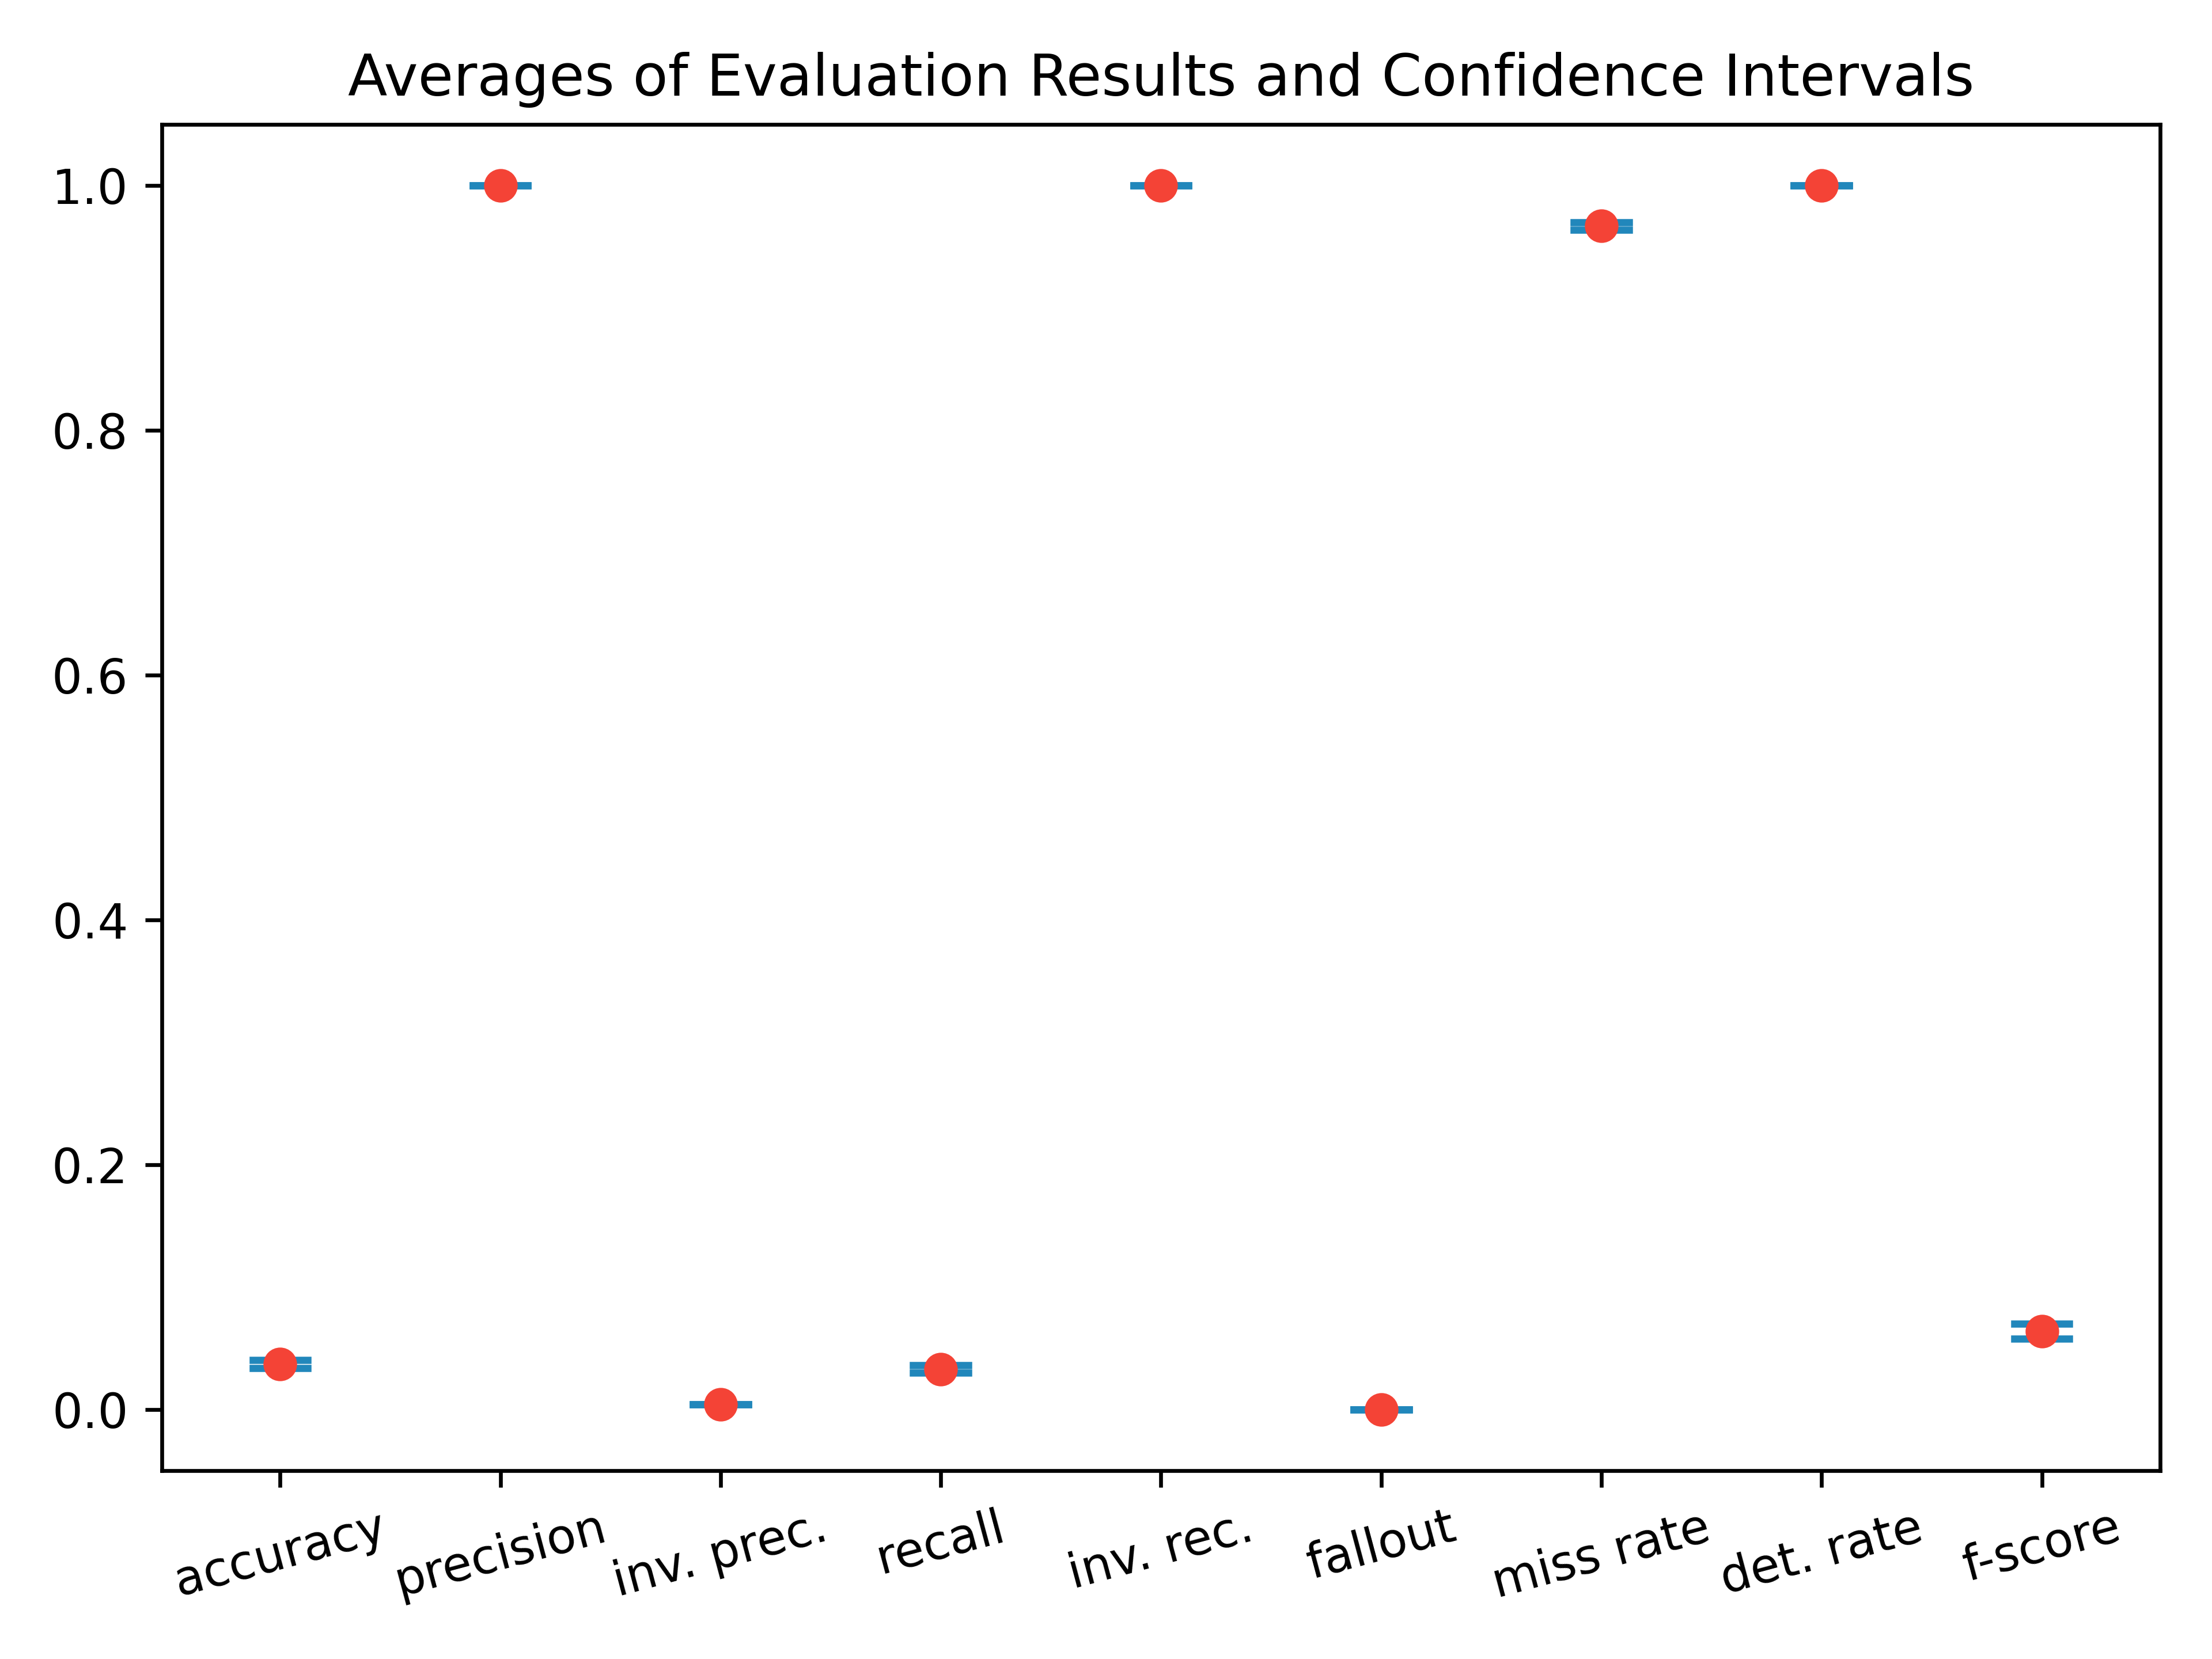 Averages of Evaluation Results and Confidence Intervals
1.0
0.8
0.6
0.4
0.2
0.0
accuracy
precision
inv. prec.
recall
inv. rec.
fallout
miss rate
det. rate
f-score